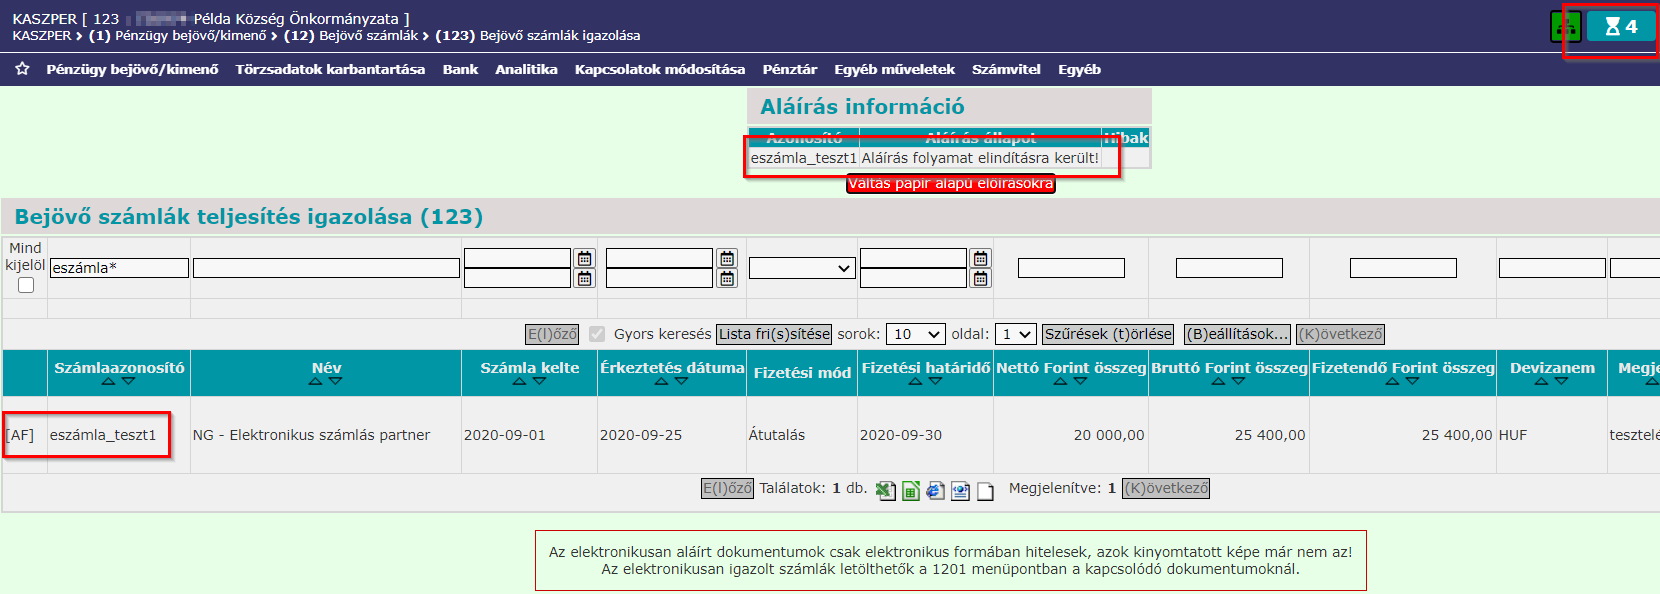 KASZPER [ 123 Példa Község Önkormányzata ]
KASZPER > (1) Pénzügy bejövő/kimenő > (12) Bejövő számlák > (123) Bejövő számlák igazolása
4
Pénzügy bejövő/kimenő Törzsadatok karbantartása Bank Analitika Kapcsolatok módosítása Pénztár Egyéb műveletek Számvitel Egyéb
Aláírás információ
Azonosító Aláírás állapot Hibak
eszámla_teszt1 Aláírás folyamat elindításra került!
Váltás papír alapú előírásokra
Bejövő számlák teljesítés igazolása (123)
Mind
kijelöl
eszámla*
E(l)őző Gyors keresés Lista fri(s)sítése sorok: 10 oldal: 1 Szűrések (t)örlése (B)eállítások... (K)övetkező
Számlaazonosító Név Számla kelte Érkeztetés dátuma Fizetési mód Fizetési határidő Nettó Forint összeg Bruttó Forint összeg Fizetendő Forint összeg Devizanem Megje
[AF] eszámla_teszt1 NG - Elektronikus számlás partner 2020-09-01 2020-09-25 Átutalás 2020-09-30 20 000,00 25 400,00 25 400,00 HUF tesztelé
E(l)őző Találatok: 1 db. Megjelenítve: 1 (K)övetkező
Az elektronikusan aláírt dokumentumok csak elektronikus formában hitelesek, azok kinyomtatott képe már nem az!
Az elektronikusan igazolt számlák letölthetők a 1201 menüpontban a kapcsolódó dokumentumoknál.